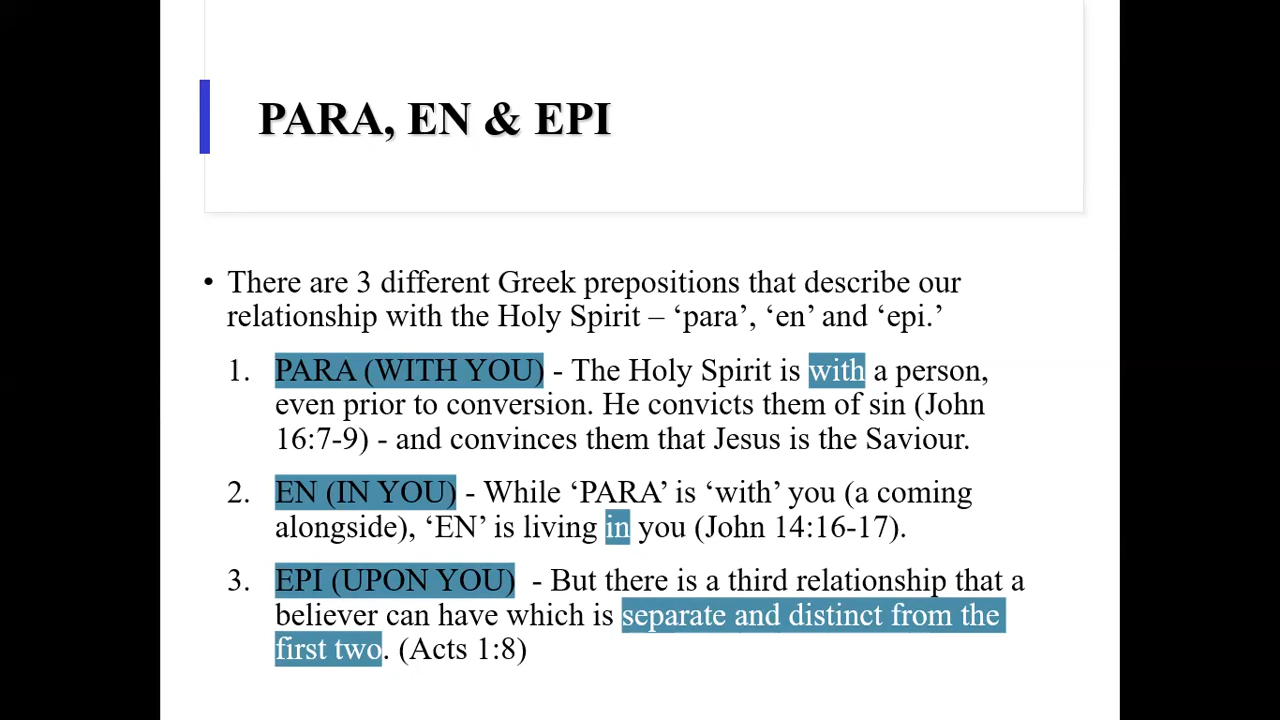 PARA, EN & EPI
• There are 3 different Greek prepositions that describe our
relationship with the Holy Spirit – ‘para’, ‘en’ and ‘epi.’
1. PARA (WITH YOU) - The Holy Spirit is with a person,
even prior to conversion. He convicts them of sin (John
16:7-9) - and convinces them that Jesus is the Saviour.
2. EN (IN YOU) - While ‘PARA’ is ‘with’ you (a coming
alongside), ‘EN’ is living in you (John 14:16-17).
3. EPI (UPON YOU)  - But there is a third relationship that a
believer can have which is separate and distinct from the
first two. (Acts 1:8)